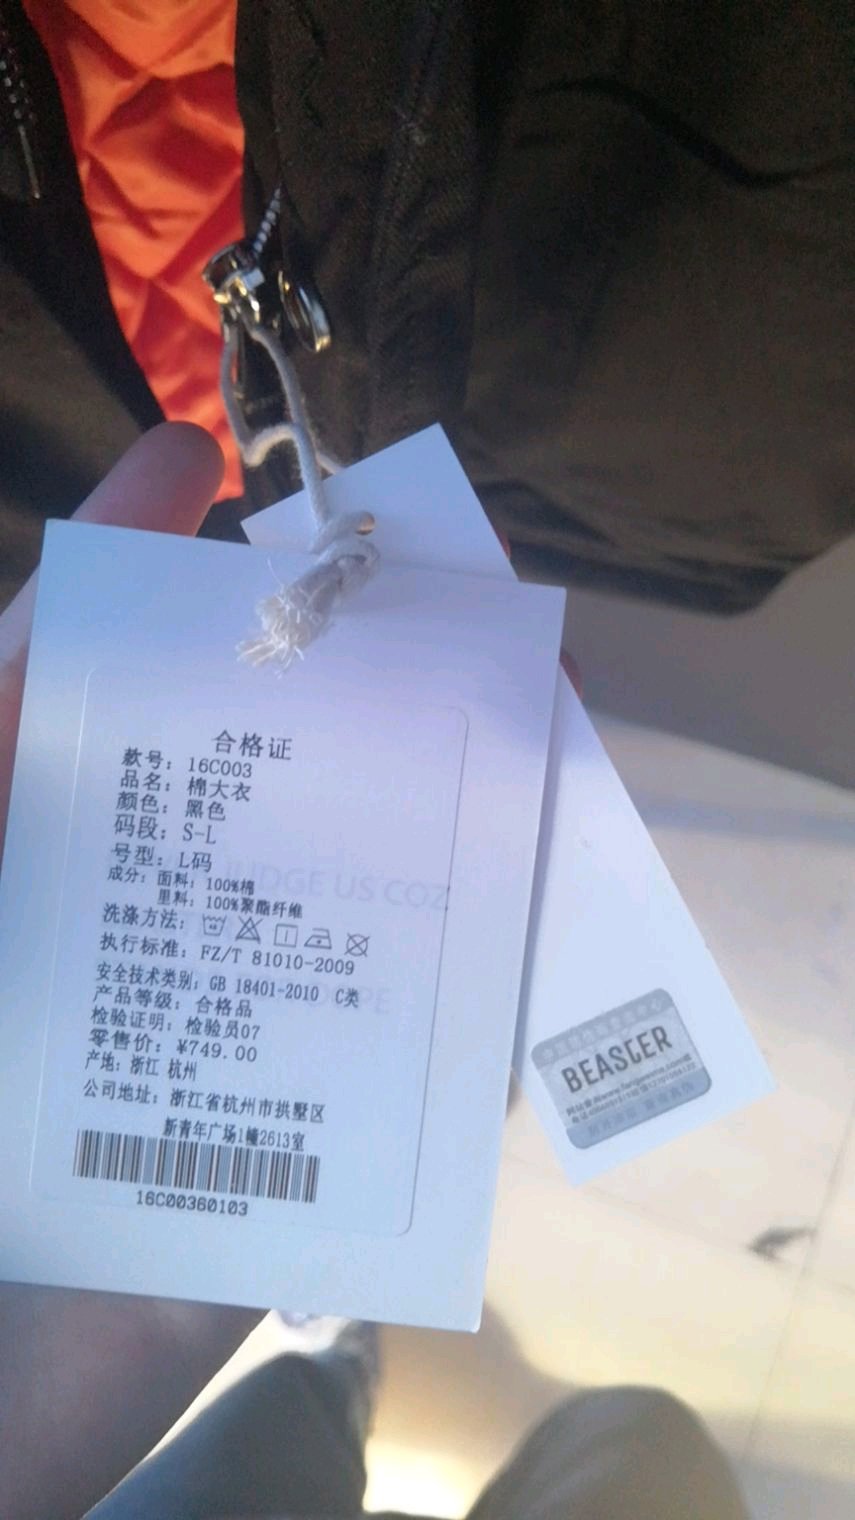 合格证
款号：16C003
品名：棉大衣
颜色：黑色
码段：S-L
号型：L码
成分：面料：100%棉
里料：100%聚酯纤维
洗涤方法：
执行标准：FZ/T 81010-2009
安全技术类别：GB 18401-2010 C类
产品等级：合格品
检验证明：检验员07
零售价：¥749.00
产地：浙江 杭州
公司地址：浙江省杭州市拱墅区
新青年广场1幢2613室
16C00360103
JUDGE US COZ
BEASTER